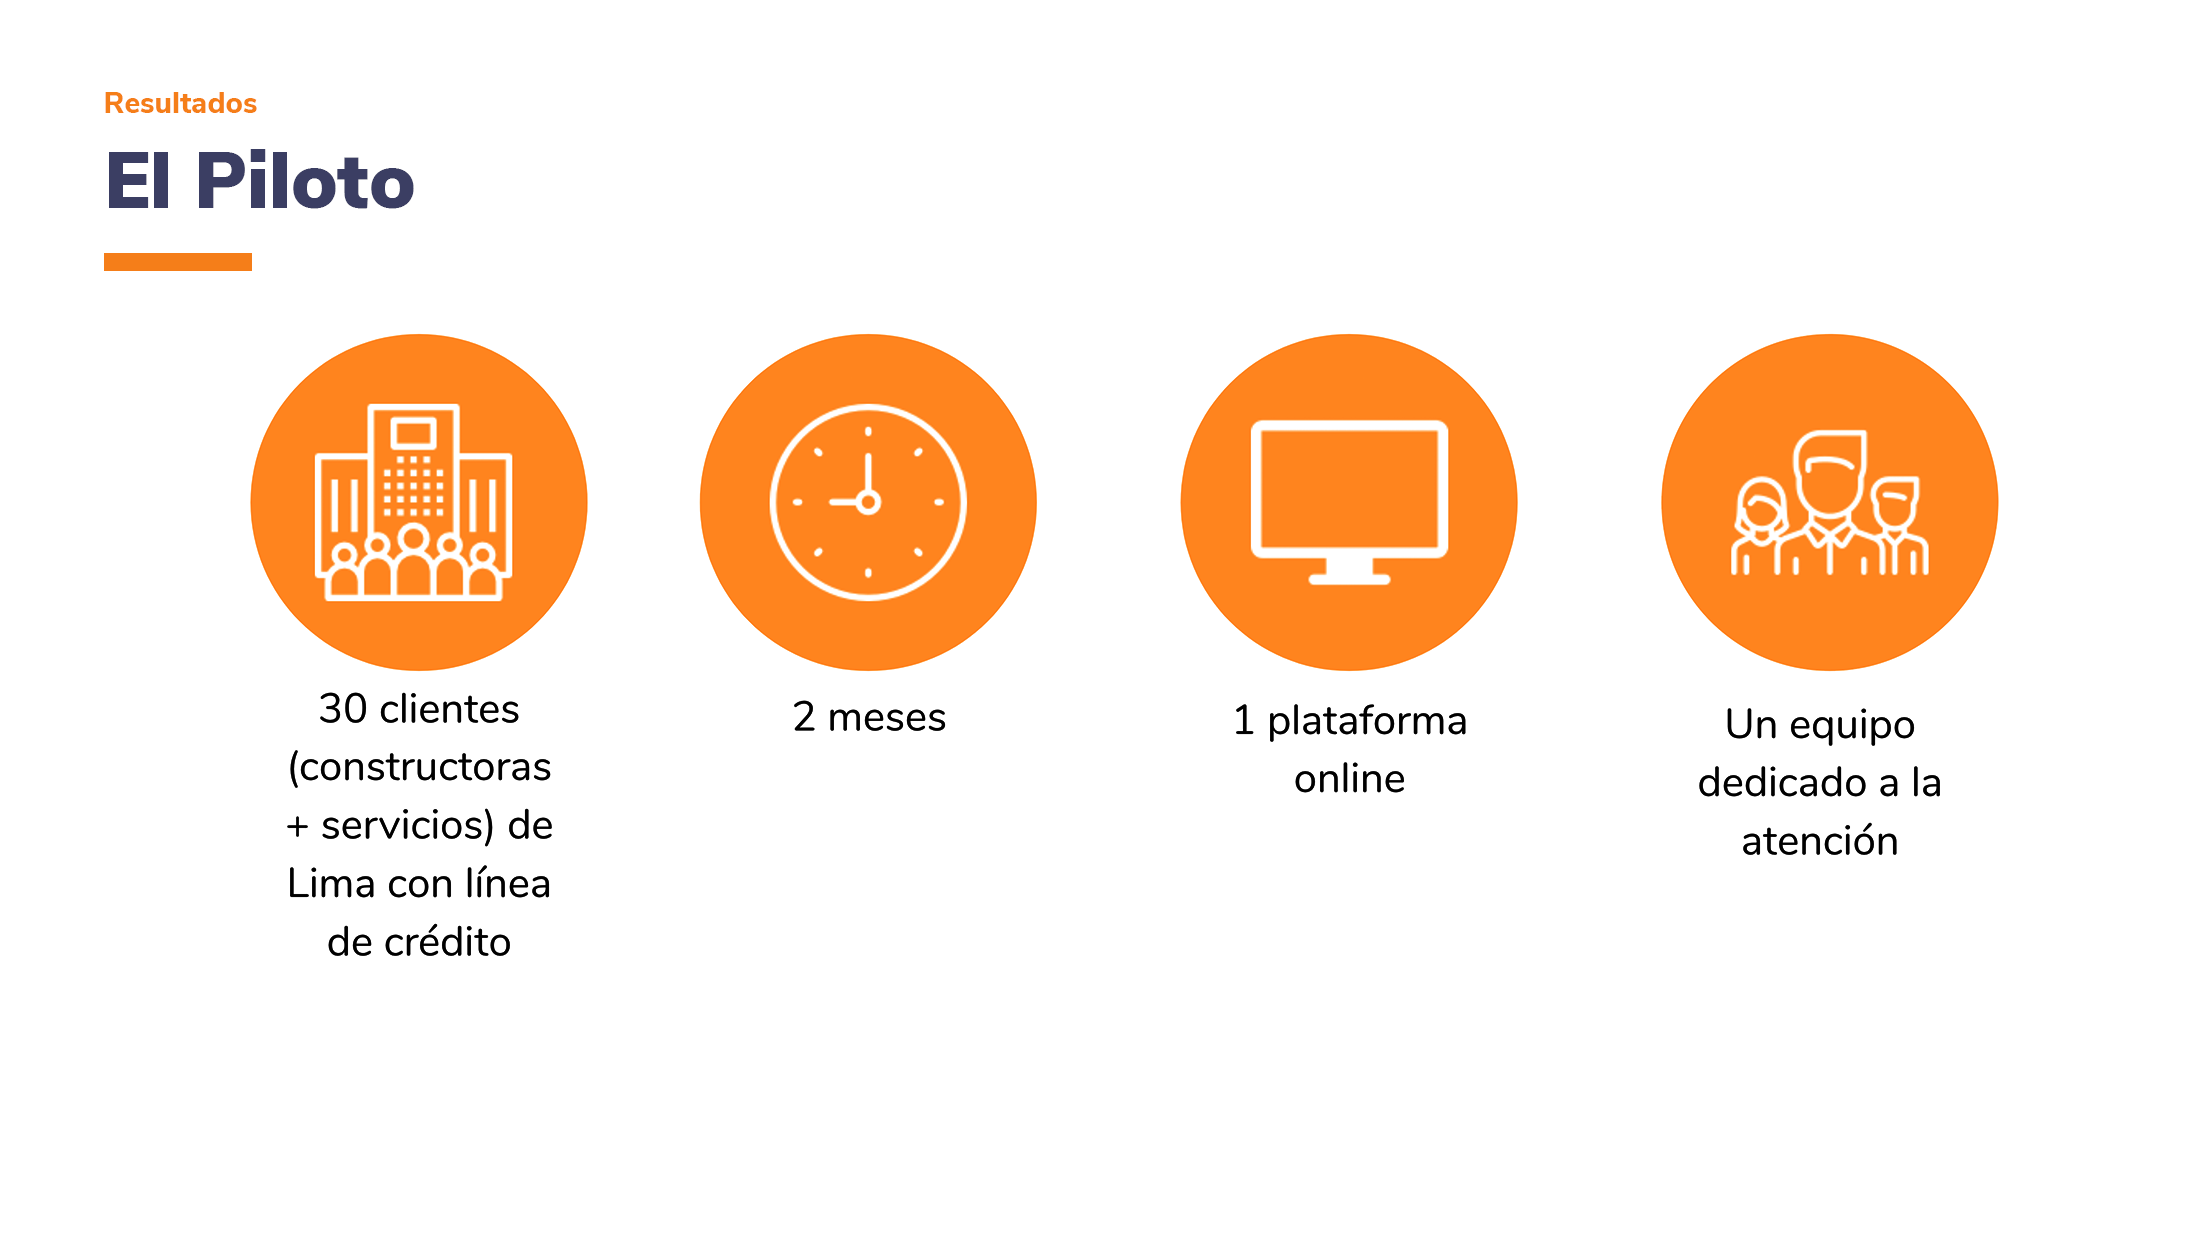 Resultados
El Piloto
30 clientes
(constructoras
+ servicios) de
Lima con línea
de crédito
2 meses
1 plataforma
online
Un equipo
dedicado a la
atención